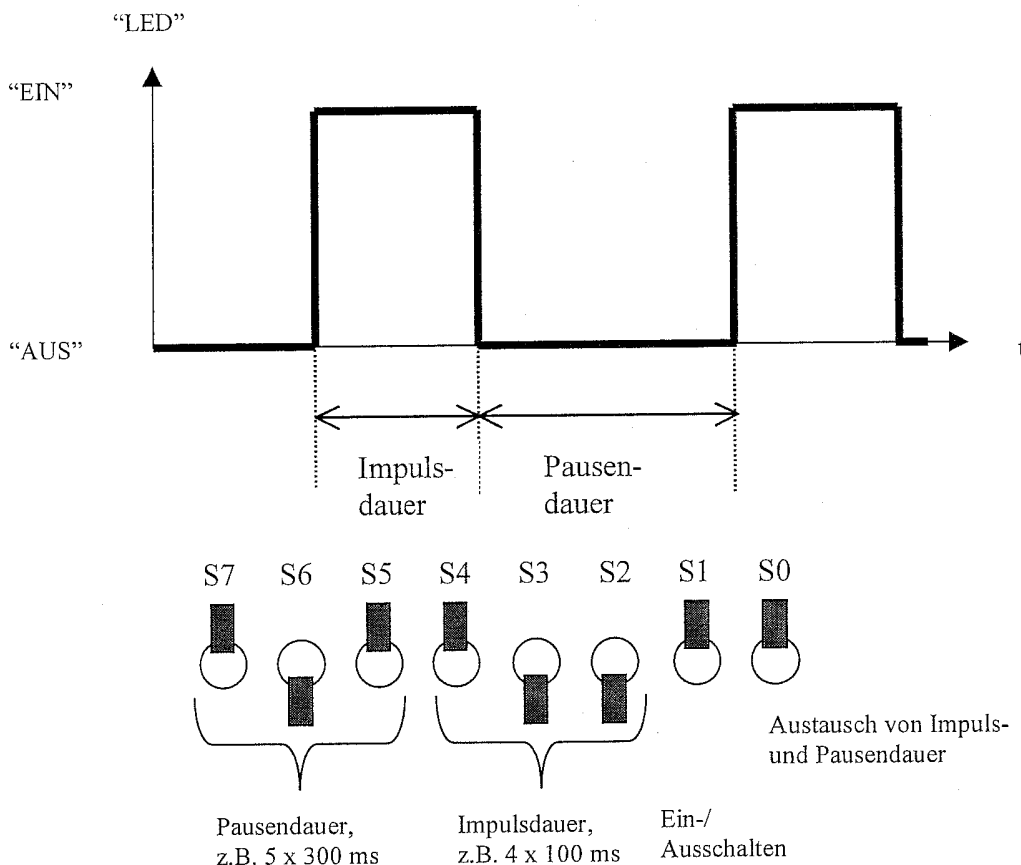 “LED”
“EIN”
“AUS”
t
Impuls-
dauer
Pausen-
dauer
S7 S6 S5 S4 S3 S2 S1 S0
Austausch von Impuls-
und Pausendauer
Pausendauer,
z.B. 5 x 300 ms
Impulsdauer,
z.B. 4 x 100 ms
Ein-/
Ausschalten